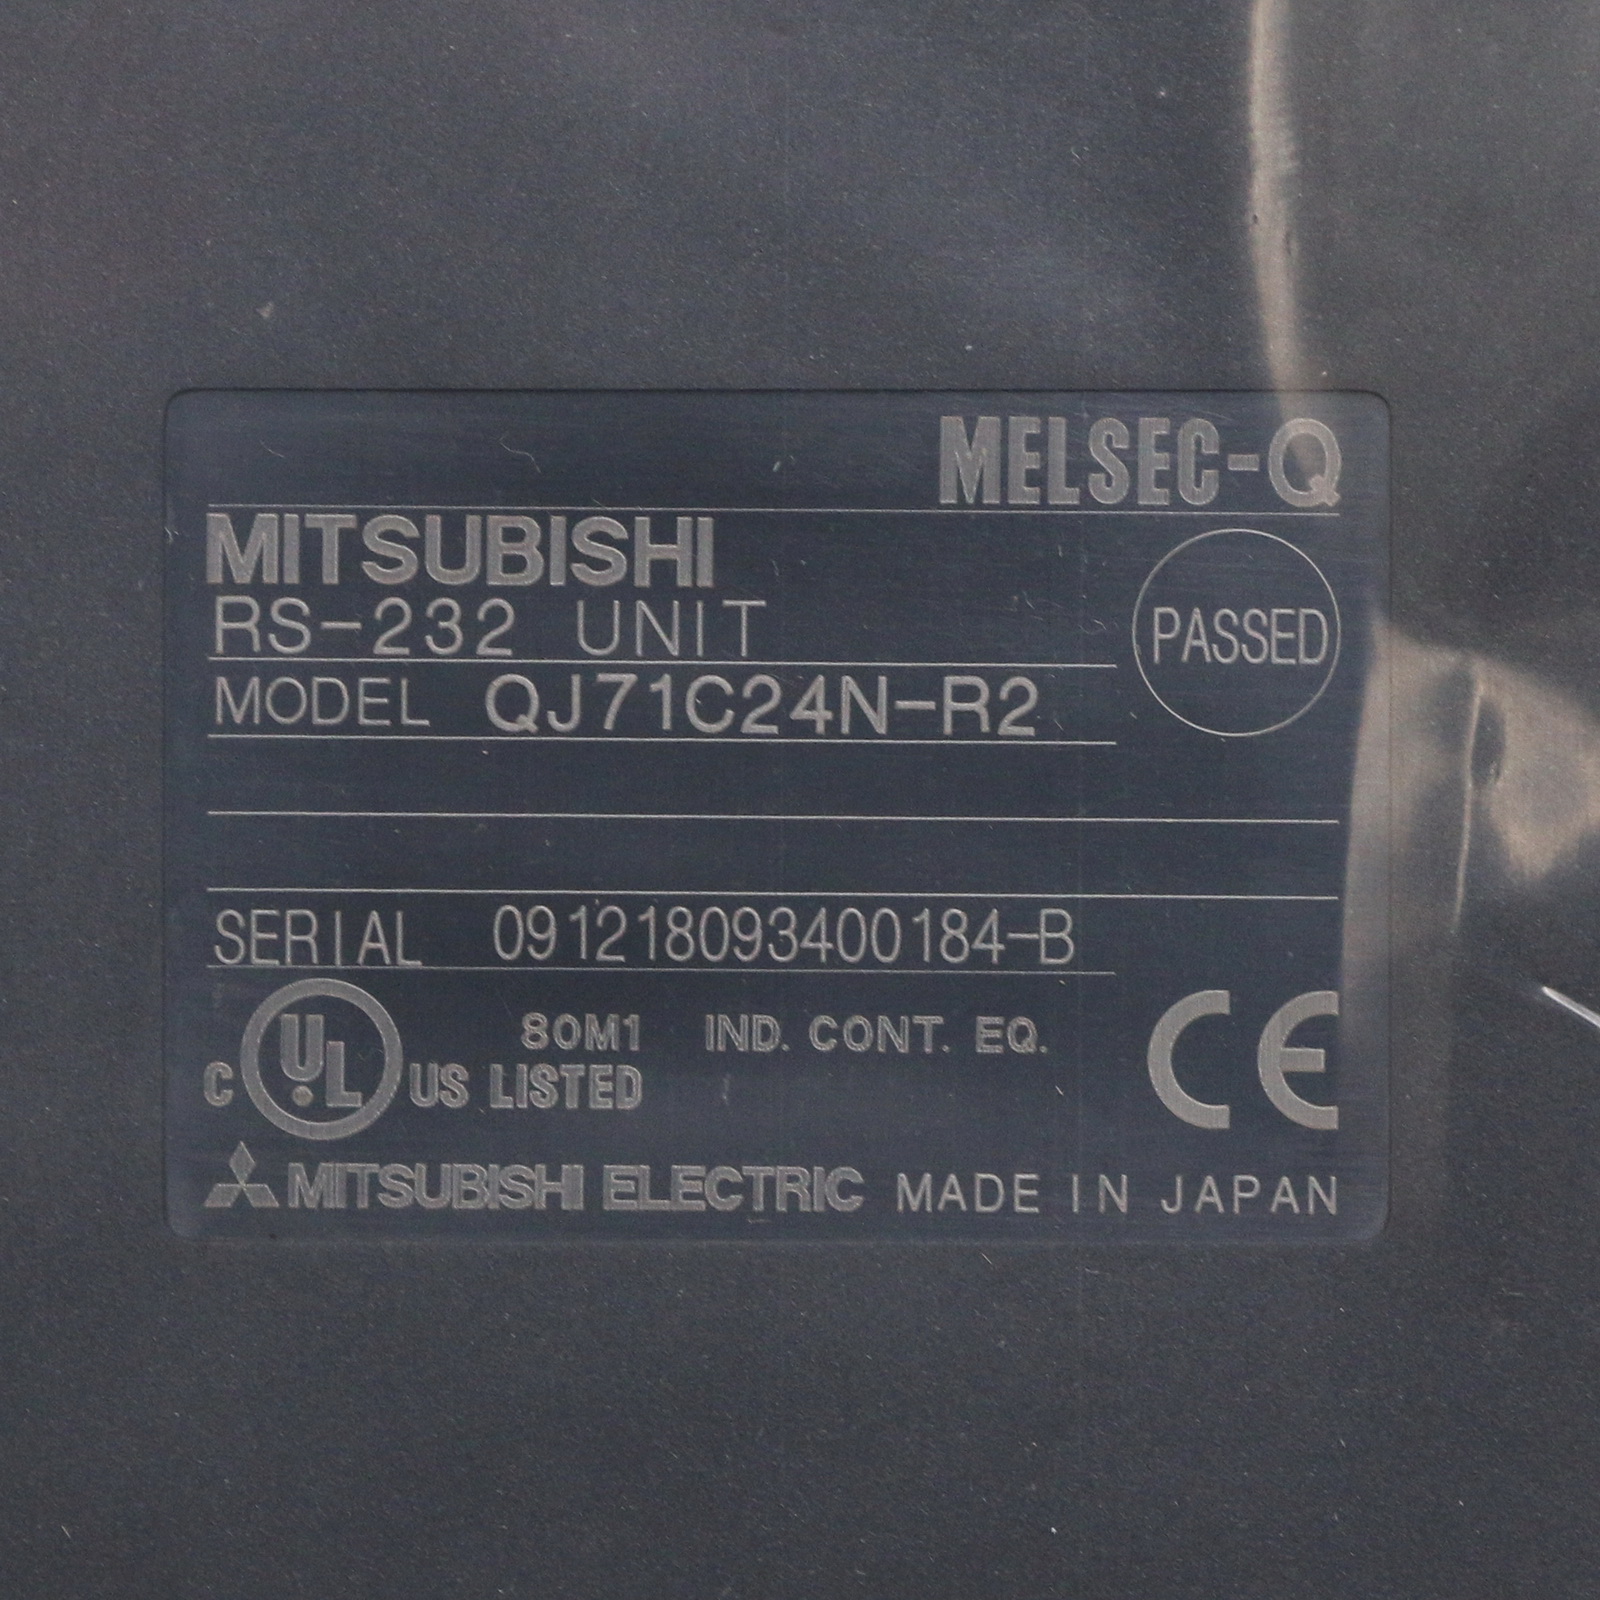 MELSEC-Q
MITSUBISHI
RS-232 UNIT
PASSED
MODEL QJ71C24N-R2
SERIAL 091218093400184-B
C UL US LISTED
80M1 IND. CONT. EQ.
CE
MITSUBISHI ELECTRIC MADE IN JAPAN